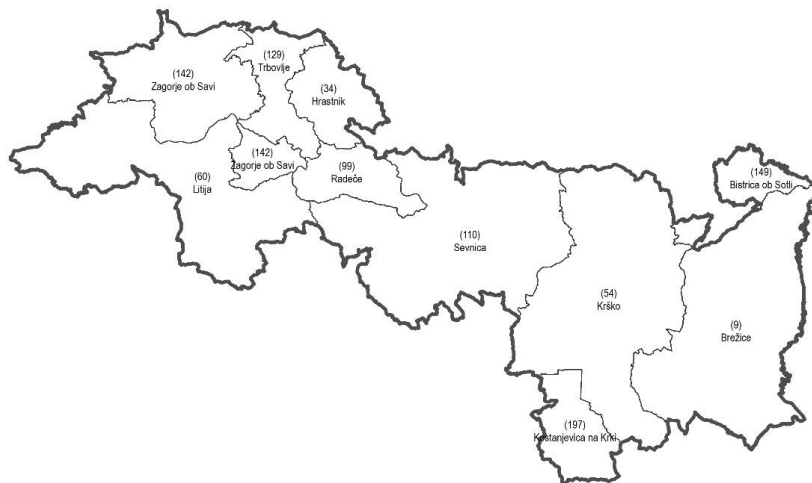 (129)
Trbovlje
(142)
Zagorje ob Savi
(34)
Hrastnik
(142)
Zagorje ob Savi
(99)
Radeče
(60)
Litija
(149)
Bistrica ob Sotli
(110)
Sevnica
(54)
Krško
(9)
Brežice
(197)
Kostanjevica na Krki